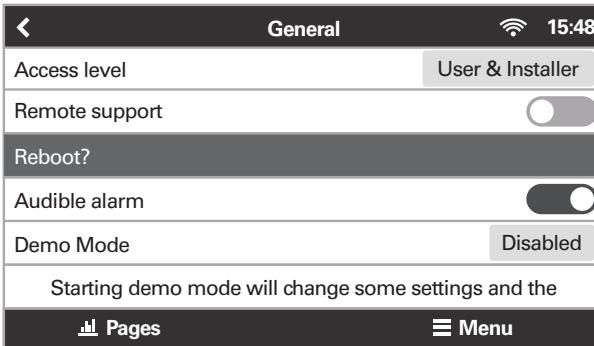 General 15:48
Access level User & Installer
Remote support
Reboot?
Audible alarm
Demo Mode Disabled
Starting demo mode will change some settings and the
Pages Menu